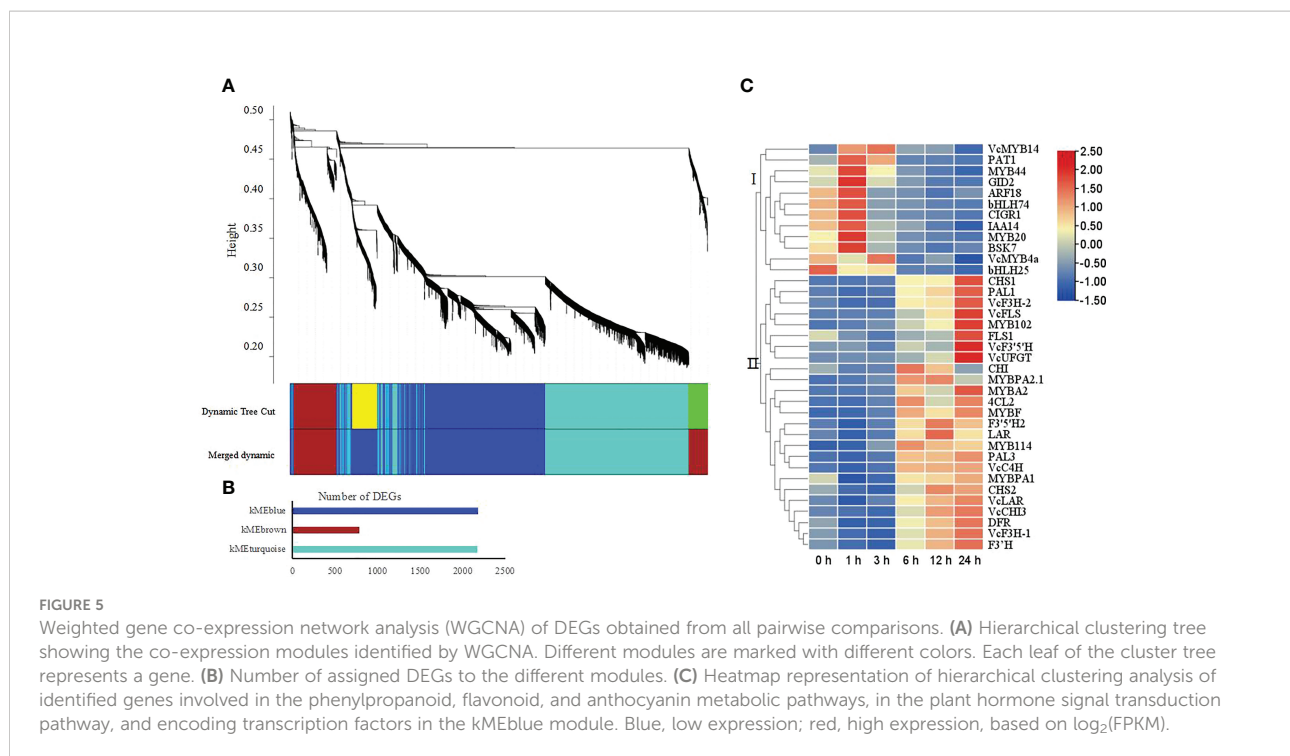 A
C
Height
0.50
0.45
0.40
0.35
0.30
0.25
0.20
Dynamic Tree Cut
Merged dynamic
B
Number of DEGs
kMEblue
kMEbrown
kMEturquoise
0 500 1000 1500 2000 2500
I
II
VcMYB14
PAT1
MYB44
GID2
ARF18
bHLH74
CIGR1
IAA14
MYB20
BSK7
VcMYB4a
bHLH25
CHS1
PAL1
VcF3H-2
VcFLS
MYB102
FLS1
VcF3'5'H
VcUFGT
CHI
MYBPA2.1
MYBA2
4CL2
MYBF
F3'5'H2
LAR
MYB114
PAL3
VcC4H
MYBPA1
CHS2
VcLAR
VcCHI3
DFR
VcF3H-1
F3'H
0 h 1 h 3 h 6 h 12 h 24 h
2.50
2.00
1.50
1.00
0.50
0.00
-0.50
-1.00
-1.50
FIGURE 5
Weighted gene co-expression network analysis (WGCNA) of DEGs obtained from all pairwise comparisons. (A) Hierarchical clustering tree
showing the co-expression modules identified by WGCNA. Different modules are marked with different colors. Each leaf of the cluster tree
represents a gene. (B) Number of assigned DEGs to the different modules. (C) Heatmap representation of hierarchical clustering analysis of
identified genes involved in the phenylpropanoid, flavonoid, and anthocyanin metabolic pathways, in the plant hormone signal transduction
pathway, and encoding transcription factors in the kMEblue module. Blue, low expression; red, high expression, based on log₂(FPKM).